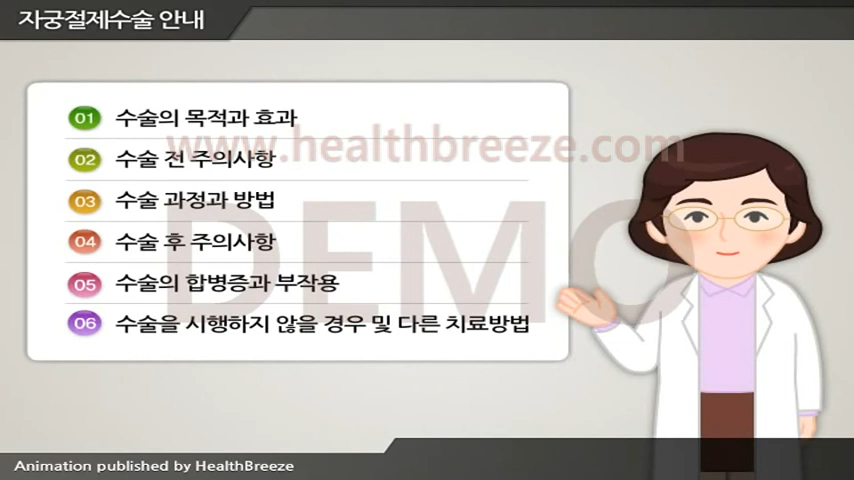 자궁절제수술 안내
01 수술의 목적과 효과
www.healthbreeze.com
02 수술 전 주의사항
03 수술 과정과 방법
DEMO
04 수술 후 주의사항
05 수술의 합병증과 부작용
06 수술을 시행하지 않을 경우 및 다른 치료방법
Animation published by HealthBreeze